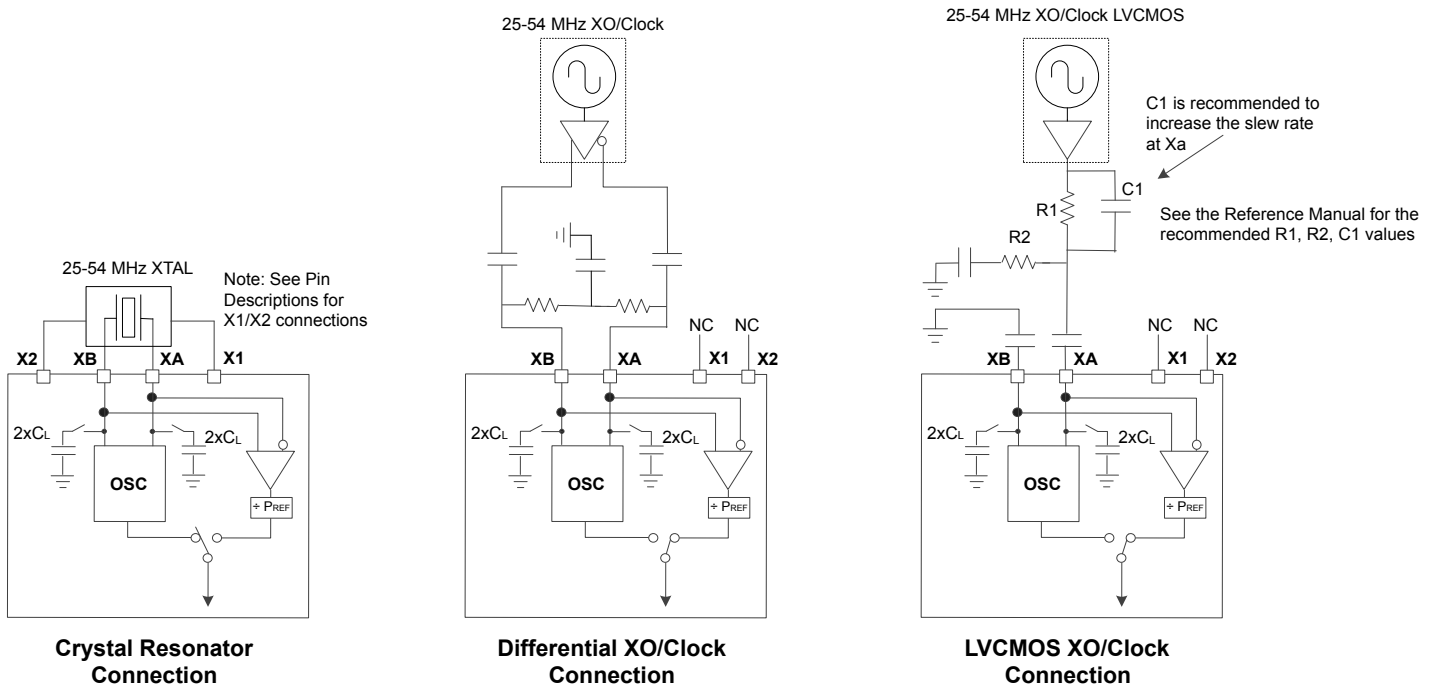 25-54 MHz XTAL
Note: See Pin
Descriptions for
X1/X2 connections
X2
XB
XA
X1
2xCL
2xCL
OSC
÷ PREF
Crystal Resonator
Connection
25-54 MHz XO/Clock
NC
NC
XB
XA
X1
X2
2xCL
2xCL
OSC
÷ PREF
Differential XO/Clock
Connection
25-54 MHz XO/Clock LVCMOS
C1 is recommended to
increase the slew rate
at Xa
C1
R1
See the Reference Manual for the
recommended R1, R2, C1 values
R2
NC
NC
XB
XA
X1
X2
2xCL
2xCL
OSC
÷ PREF
LVCMOS XO/Clock
Connection